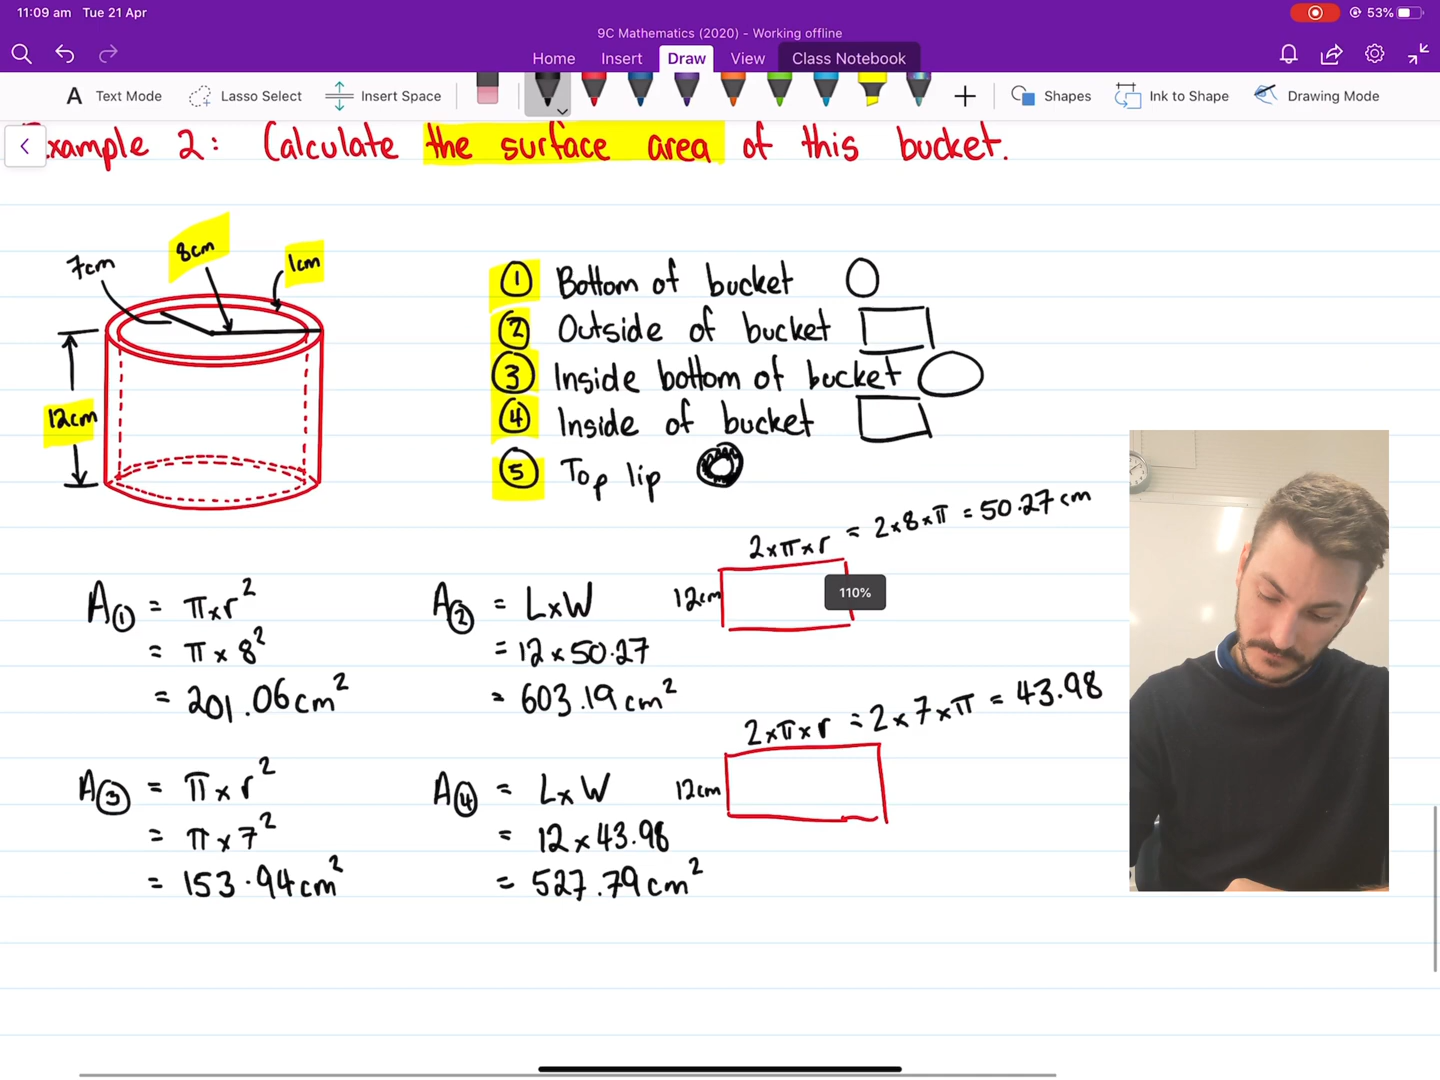 11:09 am Tue 21 Apr
53%
9C Mathematics (2020) - Working offline
Home Insert Draw View Class Notebook
A Text Mode Lasso Select Insert Space Shapes Ink to Shape Drawing Mode
Example 2: Calculate the surface area of this bucket.
7cm 8cm 1cm
12cm
1 Bottom of bucket
2 Outside of bucket
3 Inside bottom of bucket
4 Inside of bucket
5 Top lip
A1 = π×r²
= π × 8²
= 201.06cm²
A2 = L×W
= 12×50.27
= 603.19cm²
2×π×r = 2×8×π = 50.27cm
12cm
110%
A3 = π×r²
= π×7²
= 153.94cm²
A4 = L×W
= 12×43.98
= 527.79cm²
2×π×r = 2×7×π = 43.98
12cm